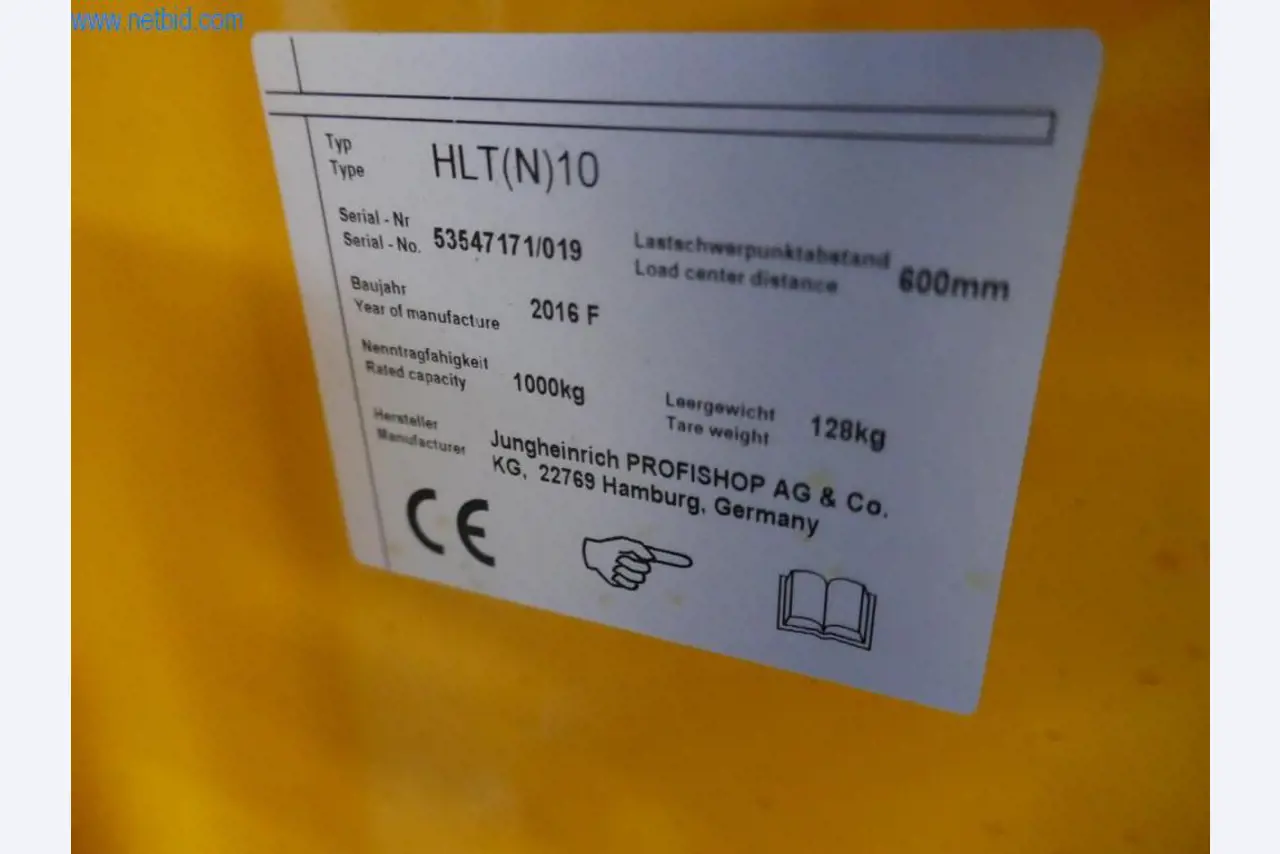 www.netbid.com
Typ
Type
HLT(N)10
Serial - Nr
Serial - No.
53547171/019
Lastschwerpunktabstand
Load center distance
600mm
Baujahr
Year of manufacture
2016 F
Nenntragfahigkeit
Rated capacity
1000kg
Leergewicht
Tare weight
128kg
Hersteller
Manufacturer
Jungheinrich PROFISHOP AG & Co.
KG, 22769 Hamburg, Germany
CE